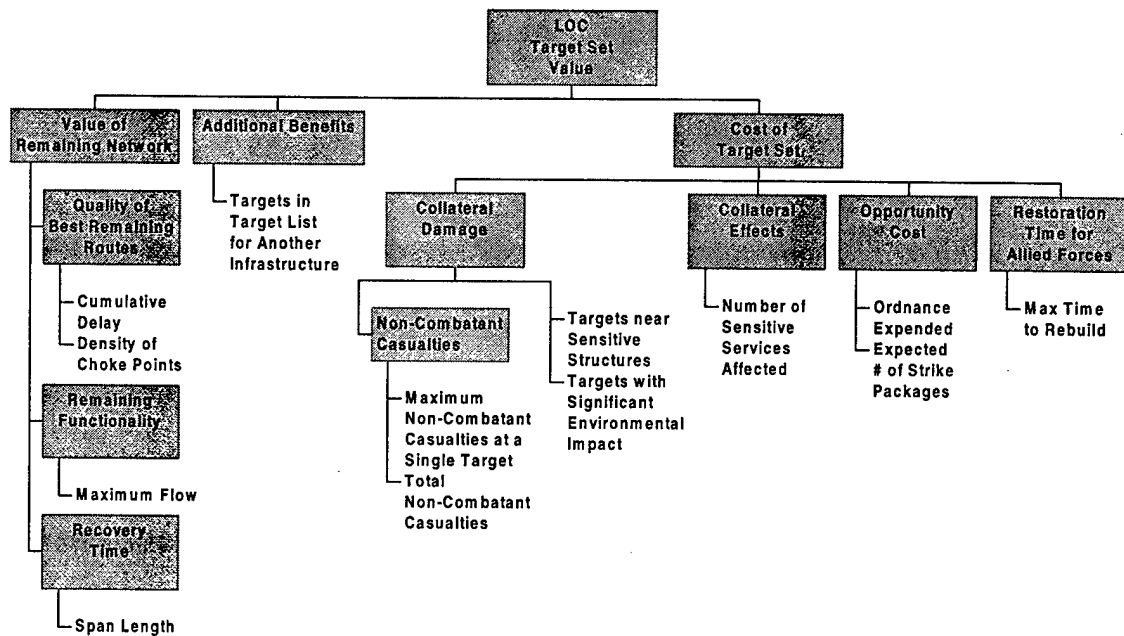 LOC
Target Set
Value
Value of
Remaining Network
Additional Benefits
Cost of
Target Set
Quality of
Best Remaining
Routes
Cumulative
Delay
Density of
Choke Points
Remaining
Functionality
Maximum Flow
Recovery
Time
Span Length
Targets in
Target List
for Another
Infrastructure
Collateral
Damage
Non-Combatant
Casualties
Maximum
Non-Combatant
Casualties at a
Single Target
Total
Non-Combatant
Casualties
Targets near
Sensitive
Structures
Targets with
Significant
Environmental
Impact
Collateral
Effects
Number of
Sensitive
Services
Affected
Opportunity
Cost
Ordnance
Expended
Expected
# of Strike
Packages
Restoration
Time for
Allied Forces
Max Time
to Rebuild